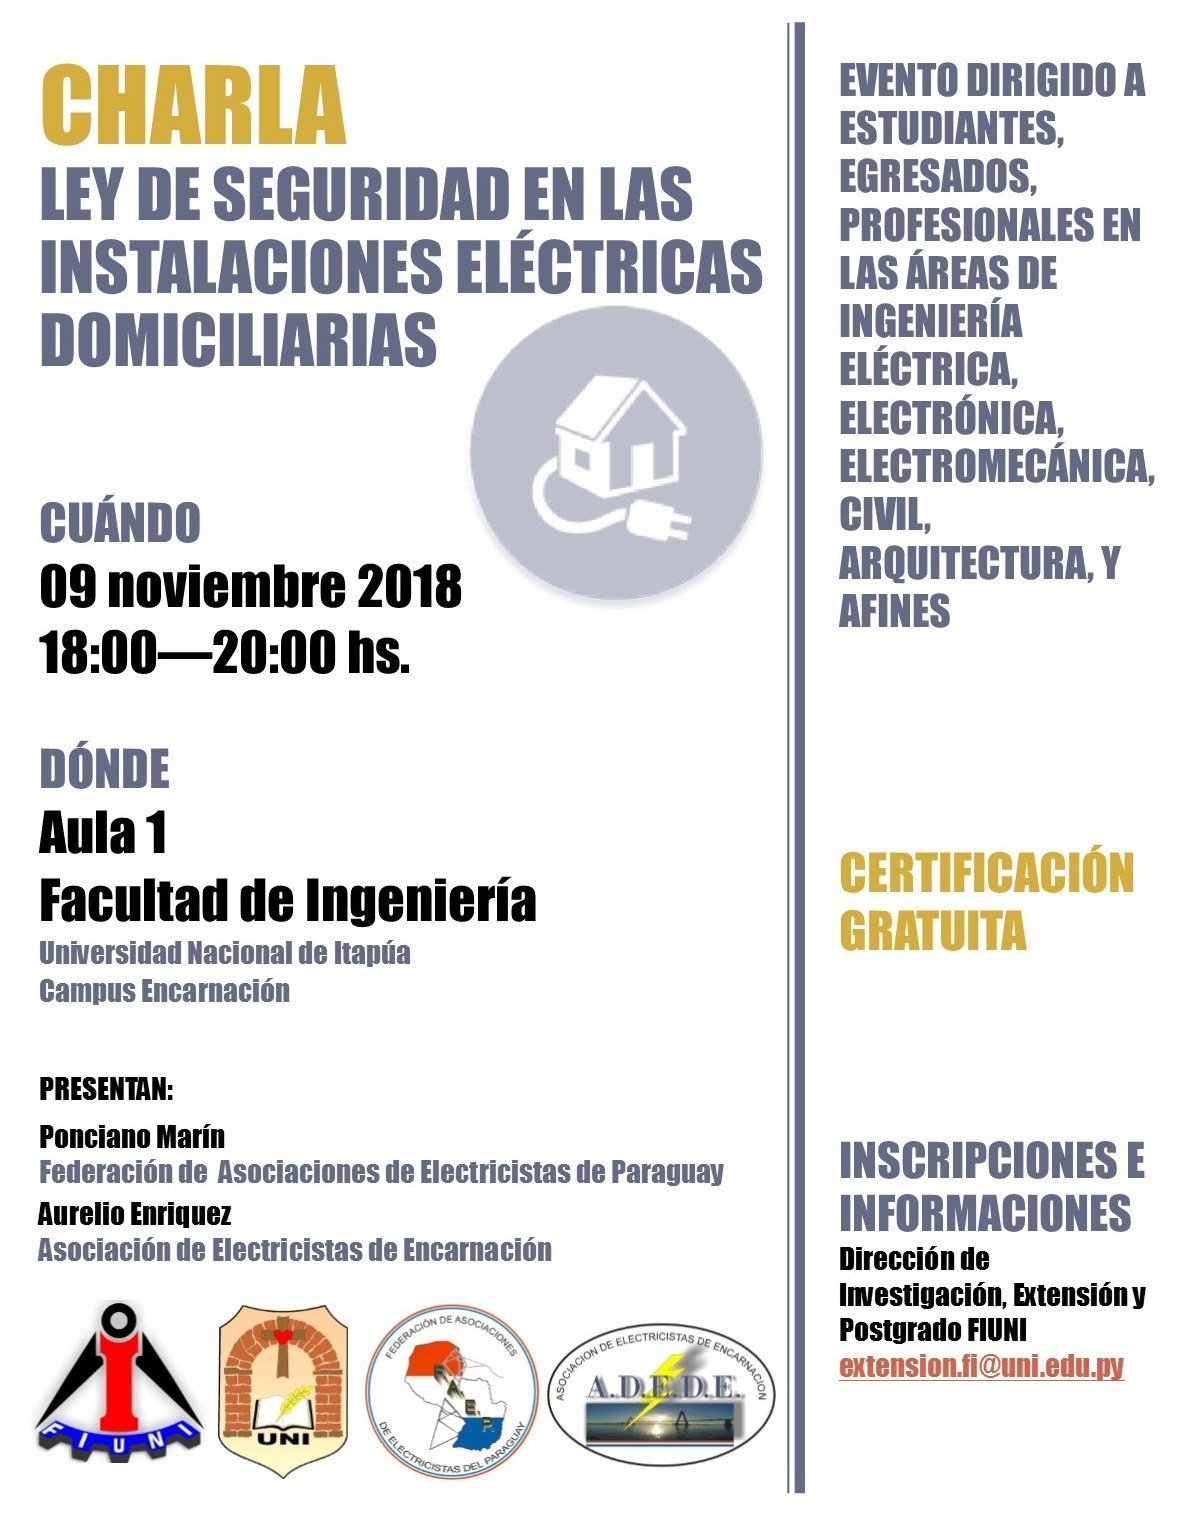 CHARLA
LEY DE SEGURIDAD EN LAS
INSTALACIONES ELÉCTRICAS
DOMICILIARIAS
CUÁNDO
09 noviembre 2018
18:00—20:00 hs.
DÓNDE
Aula 1
Facultad de Ingeniería
Universidad Nacional de Itapúa
Campus Encarnación
PRESENTAN:
Ponciano Marín
Federación de Asociaciones de Electricistas de Paraguay
Aurelio Enriquez
Asociación de Electricistas de Encarnación
FIUNI
UNI
FEDERACIÓN DE ASOCIACIONES
DE ELECTRICISTAS DEL PARAGUAY
F.A.E.P.
ASOCIACION DE ELECTRICISTAS DE ENCARNACION
A.D.E.D.E.
EVENTO DIRIGIDO A
ESTUDIANTES,
EGRESADOS,
PROFESIONALES EN
LAS ÁREAS DE
INGENIERÍA
ELÉCTRICA,
ELECTRÓNICA,
ELECTROMECÁNICA,
CIVIL,
ARQUITECTURA, Y
AFINES
CERTIFICACIÓN
GRATUITA
INSCRIPCIONES E
INFORMACIONES
Dirección de
Investigación, Extensión y
Postgrado FIUNI
extension.fi@uni.edu.py